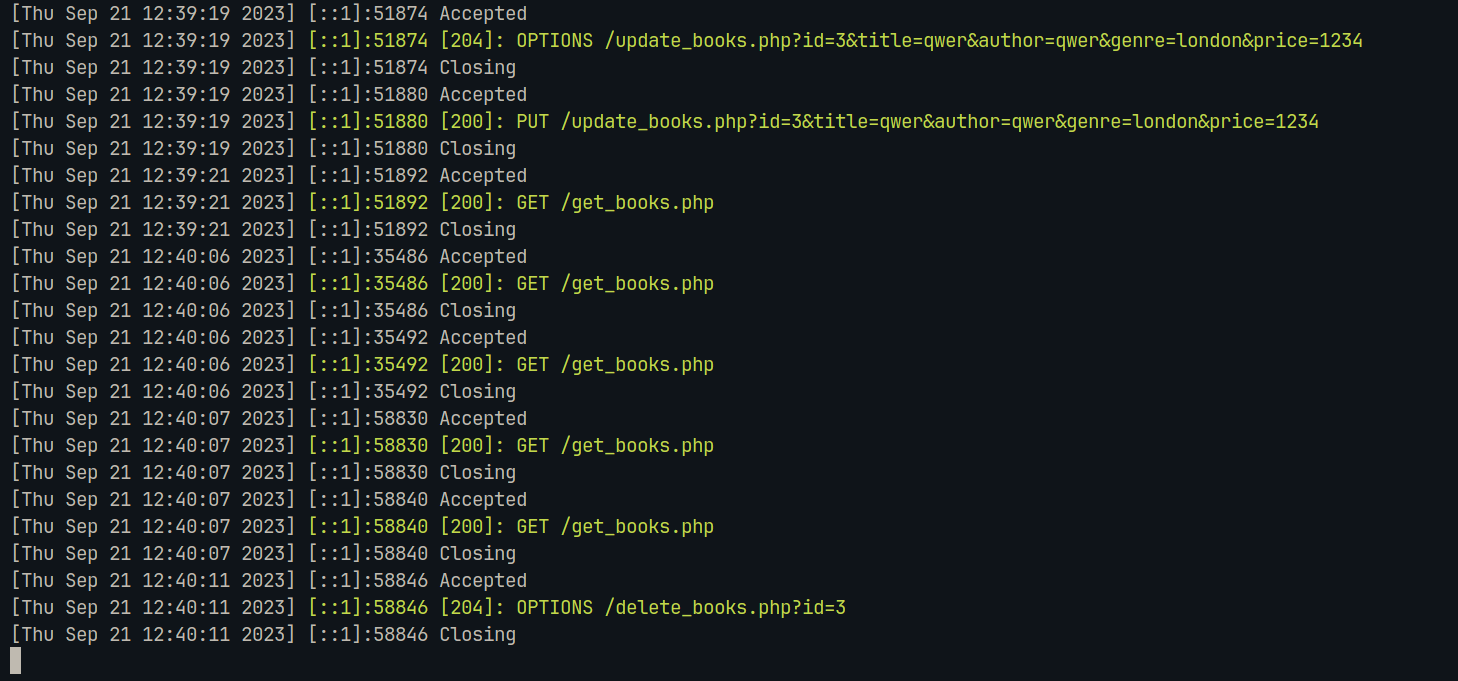 [Thu Sep 21 12:39:19 2023] [::1]:51874 Accepted
[Thu Sep 21 12:39:19 2023] [::1]:51874 [204]: OPTIONS /update_books.php?id=3&title=qwer&author=qwer&genre=london&price=1234
[Thu Sep 21 12:39:19 2023] [::1]:51874 Closing
[Thu Sep 21 12:39:19 2023] [::1]:51880 Accepted
[Thu Sep 21 12:39:19 2023] [::1]:51880 [200]: PUT /update_books.php?id=3&title=qwer&author=qwer&genre=london&price=1234
[Thu Sep 21 12:39:19 2023] [::1]:51880 Closing
[Thu Sep 21 12:39:21 2023] [::1]:51892 Accepted
[Thu Sep 21 12:39:21 2023] [::1]:51892 [200]: GET /get_books.php
[Thu Sep 21 12:39:21 2023] [::1]:51892 Closing
[Thu Sep 21 12:40:06 2023] [::1]:35486 Accepted
[Thu Sep 21 12:40:06 2023] [::1]:35486 [200]: GET /get_books.php
[Thu Sep 21 12:40:06 2023] [::1]:35486 Closing
[Thu Sep 21 12:40:06 2023] [::1]:35492 Accepted
[Thu Sep 21 12:40:06 2023] [::1]:35492 [200]: GET /get_books.php
[Thu Sep 21 12:40:06 2023] [::1]:35492 Closing
[Thu Sep 21 12:40:07 2023] [::1]:58830 Accepted
[Thu Sep 21 12:40:07 2023] [::1]:58830 [200]: GET /get_books.php
[Thu Sep 21 12:40:07 2023] [::1]:58830 Closing
[Thu Sep 21 12:40:07 2023] [::1]:58840 Accepted
[Thu Sep 21 12:40:07 2023] [::1]:58840 [200]: GET /get_books.php
[Thu Sep 21 12:40:07 2023] [::1]:58840 Closing
[Thu Sep 21 12:40:11 2023] [::1]:58846 Accepted
[Thu Sep 21 12:40:11 2023] [::1]:58846 [204]: OPTIONS /delete_books.php?id=3
[Thu Sep 21 12:40:11 2023] [::1]:58846 Closing